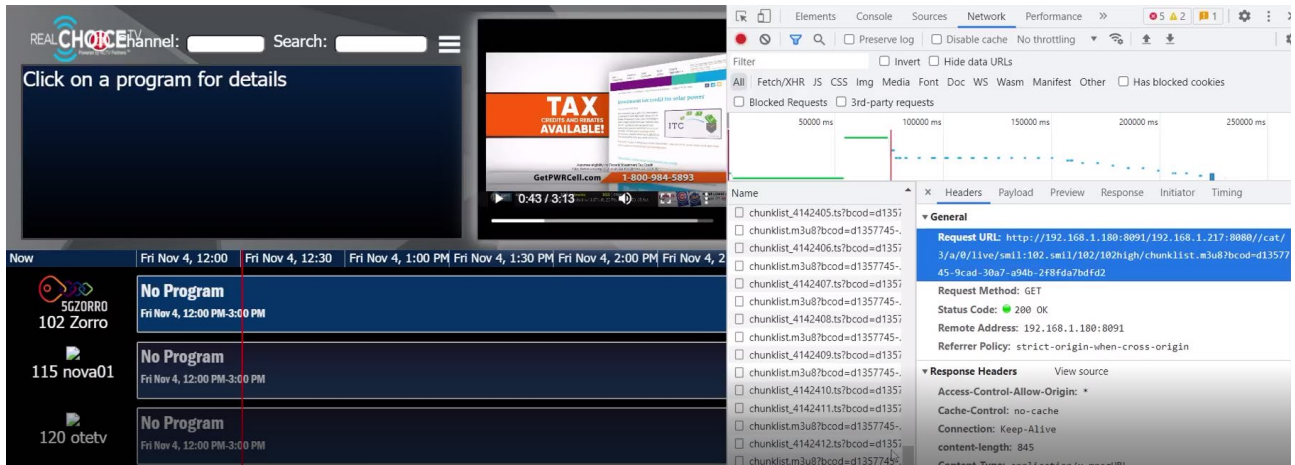 REAL CHOICE TV
Channel:
Search:
Click on a program for details
TAX
CREDITS AND REBATES
AVAILABLE!
ITC
GetPWRCell.com
1-800-984-5893
0:43 / 3:13
Now
Fri Nov 4, 12:00
Fri Nov 4, 12:30
Fri Nov 4, 1:00 PM
Fri Nov 4, 1:30 PM
Fri Nov 4, 2:00 PM
Fri Nov 4, 2
5GZORRO
102 Zorro
No Program
Fri Nov 4, 12:00 PM-3:00 PM
115 nova01
No Program
Fri Nov 4, 12:00 PM-3:00 PM
120 otetv
No Program
Fri Nov 4, 12:00 PM-3:00 PM
Elements Console Sources Network Performance » 5 2 1
Preserve log Disable cache No throttling
Filter Invert Hide data URLs
All Fetch/XHR JS CSS Img Media Font Doc WS Wasm Manifest Other Has blocked cookies
Blocked Requests 3rd-party requests
50000 ms 100000 ms 150000 ms 200000 ms 250000 ms
Name
chunklist_4142405.ts?bcod=d1357
chunklist.m3u8?bcod=d1357745-.
chunklist_4142406.ts?bcod=d1357
chunklist.m3u8?bcod=d1357745-.
chunklist_4142407.ts?bcod=d1357
chunklist.m3u8?bcod=d1357745-.
chunklist_4142408.ts?bcod=d1357
chunklist.m3u8?bcod=d1357745-.
chunklist_4142409.ts?bcod=d1357
chunklist.m3u8?bcod=d1357745-.
chunklist_4142410.ts?bcod=d1357
chunklist_4142411.ts?bcod=d1357
chunklist.m3u8?bcod=d1357745-.
chunklist_4142412.ts?bcod=d1357
chunklist.m3u8?bcod=d1357745-.
× Headers Payload Preview Response Initiator Timing
General
Request URL: http://192.168.1.180:8091/192.168.1.217:8080//cat/
3/a/0/live/smil:102.smil/102/102high/chunklist.m3u8?bcod=d13577
45-9cad-30a7-a94b-2f8fda7bdfd2
Request Method: GET
Status Code: 200 OK
Remote Address: 192.168.1.180:8091
Referrer Policy: strict-origin-when-cross-origin
Response Headers View source
Access-Control-Allow-Origin: *
Cache-Control: no-cache
Connection: Keep-Alive
content-length: 845